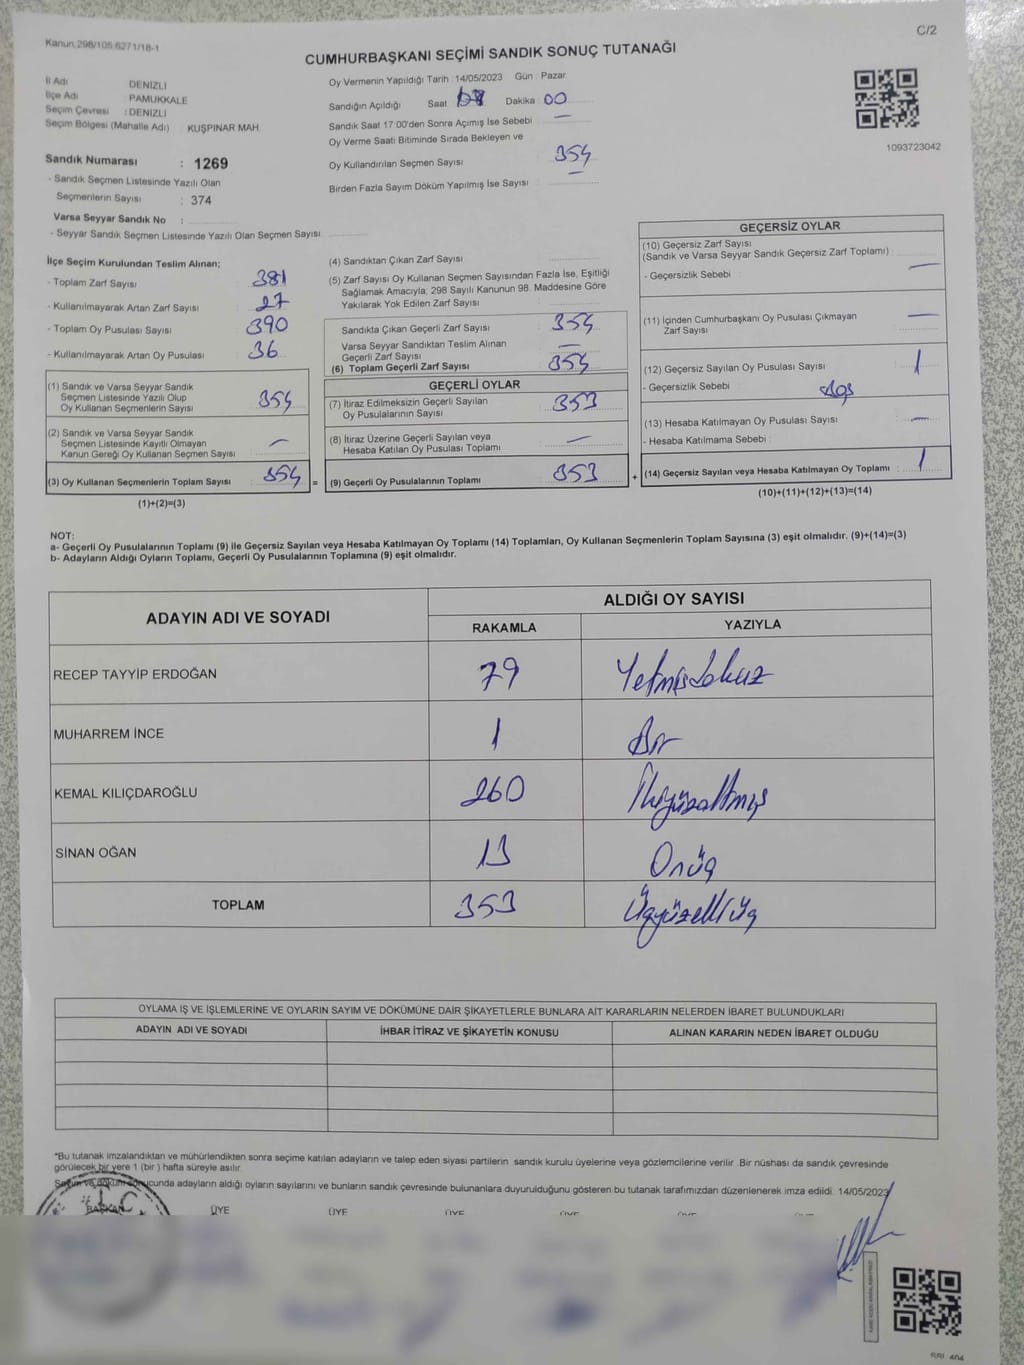 Kanun:298/105,6271/18-1
C/2
CUMHURBAŞKANI SEÇİMİ SANDIK SONUÇ TUTANAĞI
İl Adı DENİZLİ
İlçe Adı : PAMUKKALE
Seçim Çevresi : DENİZLİ
Seçim Bölgesi (Mahalle Adı) : KUŞPINAR MAH.
Sandık Numarası : 1269
- Sandık Seçmen Listesinde Yazılı Olan
Seçmenlerin Sayısı : 374
Varsa Seyyar Sandık No :
- Seyyar Sandık Seçmen Listesinde Yazılı Olan Seçmen Sayısı
Oy Vermenin Yapıldığı Tarih : 14/05/2023 Gün : Pazar
Sandığın Açıldığı Saat Dakika 00
Sandık Saat 17:00'den Sonra Açımış İse Sebebi : —
Oy Verme Saati Bitiminde Sırada Bekleyen ve
Oy Kullandırılan Seçmen Sayısı : 354
Birden Fazla Sayım Döküm Yapılmış İse Sayısı : —
1093723042
İlçe Seçim Kurulundan Teslim Alınan;
- Toplam Zarf Sayısı : 381
- Kullanılmayarak Artan Zarf Sayısı : 27
- Toplam Oy Pusulası Sayısı : 390
- Kullanılmayarak Artan Oy Pusulası : 36
(1) Sandık ve Varsa Seyyar Sandık
Seçmen Listesinde Yazılı Olup
Oy Kullanan Seçmenlerin Sayısı : 354
(2) Sandık ve Varsa Seyyar Sandık
Seçmen Listesinde Kayıtlı Olmayan
Kanun Gereği Oy Kullanan Seçmen Sayısı : —
(3) Oy Kullanan Seçmenlerin Toplam Sayısı : 354
(1)+(2)=(3)
(4) Sandıktan Çıkan Zarf Sayısı :
(5) Zarf Sayısı Oy Kullanan Seçmen Sayısından Fazla İse, Eşitliği
Sağlamak Amacıyla; 298 Sayılı Kanunun 98. Maddesine Göre
Yakılarak Yok Edilen Zarf Sayısı :
Sandıkta Çıkan Geçerli Zarf Sayısı : 354
Varsa Seyyar Sandıktan Teslim Alınan
Geçerli Zarf Sayısı : —
(6) Toplam Geçerli Zarf Sayısı : 354
GEÇERLİ OYLAR
(7) İtiraz Edilmeksizin Geçerli Sayılan
Oy Pusulalarının Sayısı : 353
(8) İtiraz Üzerine Geçerli Sayılan veya
Hesaba Katılan Oy Pusulası Toplamı : —
= (9) Geçerli Oy Pusulalarının Toplamı : 353
GEÇERSİZ OYLAR
(10) Geçersiz Zarf Sayısı
(Sandık ve Varsa Seyyar Sandık Geçersiz Zarf Toplamı) :
- Geçersizlik Sebebi : —
(11) İçinden Cumhurbaşkanı Oy Pusulası Çıkmayan
Zarf Sayısı : —
(12) Geçersiz Sayılan Oy Pusulası Sayısı : 1
- Geçersizlik Sebebi :
(13) Hesaba Katılmayan Oy Pusulası Sayısı : —
- Hesaba Katılmama Sebebi :
+ (14) Geçersiz Sayılan veya Hesaba Katılmayan Oy Toplamı : 1
(10)+(11)+(12)+(13)=(14)
NOT:
a- Geçerli Oy Pusulalarının Toplamı (9) ile Geçersiz Sayılan veya Hesaba Katılmayan Oy Toplamı (14) Toplamları, Oy Kullanan Seçmenlerin Toplam Sayısına (3) eşit olmalıdır. (9)+(14)=(3)
b- Adayların Aldığı Oyların Toplamı, Geçerli Oy Pusulalarının Toplamına (9) eşit olmalıdır.
ADAYIN ADI VE SOYADI ALDIĞI OY SAYISI
RAKAMLA YAZIYLA
RECEP TAYYİP ERDOĞAN 79 Yetmişdokuz
MUHARREM İNCE 1 Bir
KEMAL KILIÇDAROĞLU 260 İkiyüzaltmış
SİNAN OĞAN 13 Onüç
TOPLAM 353 Üçyüzelliüç
OYLAMA İŞ VE İŞLEMLERİNE VE OYLARIN SAYIM VE DÖKÜMÜNE DAİR ŞİKAYETLERLE BUNLARA AİT KARARLARIN NELERDEN İBARET BULUNDUKLARI
ADAYIN ADI VE SOYADI İHBAR İTİRAZ VE ŞİKAYETİN KONUSU ALINAN KARARIN NEDEN İBARET OLDUĞU
*Bu tutanak imzalandıktan ve mühürlendikten sonra seçime katılan adayların ve talep eden siyasi partilerin sandık kurulu üyelerine veya gözlemcilerine verilir .Bir nüshası da sandık çevresinde
görülecek bir yere 1 (bir ) hafta süreyle asılır.
Seçim ve döküm sonucunda adayların aldığı oyların sayılarını ve bunların sandık çevresinde bulunanlara duyurulduğunu gösteren bu tutanak tarafımızdan düzenlenerek imza edildi. 14/05/2023
BAŞKAN ÜYE ÜYE ÜYE ÜYE ÜYE